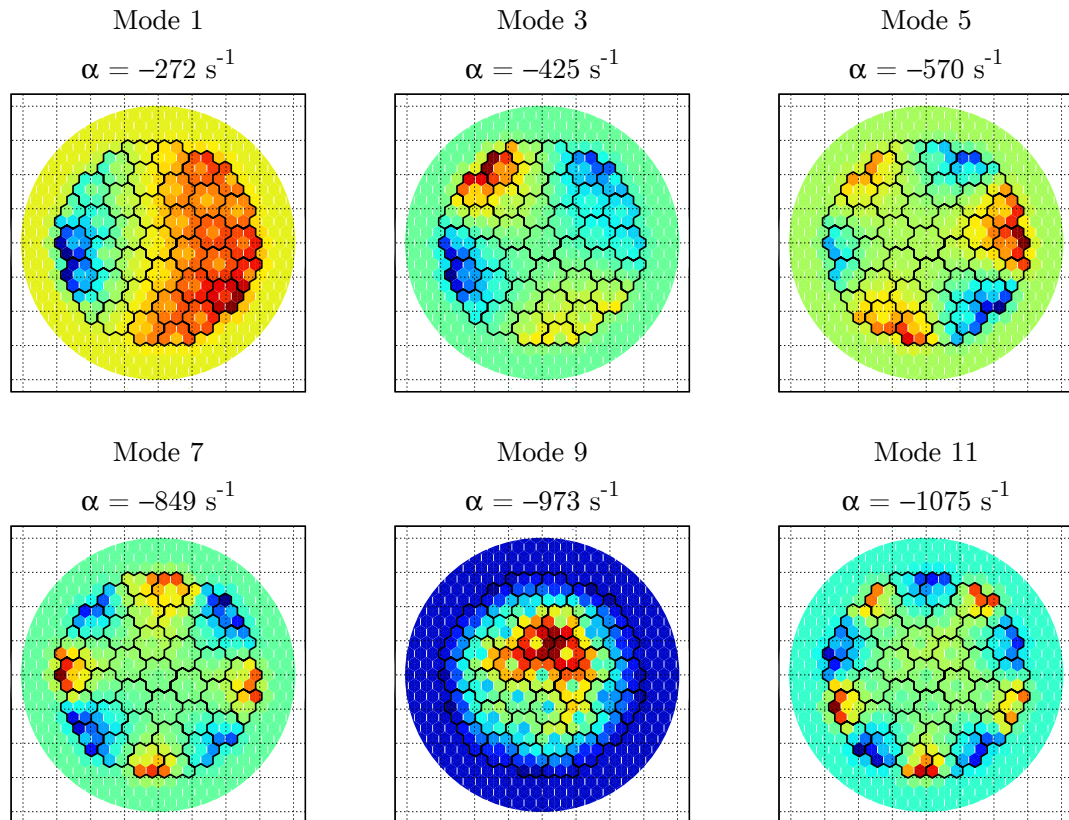 Mode 1 Mode 3 Mode 5
α = –272 s⁻¹ α = –425 s⁻¹ α = –570 s⁻¹
Mode 7 Mode 9 Mode 11
α = –849 s⁻¹ α = –973 s⁻¹ α = –1075 s⁻¹